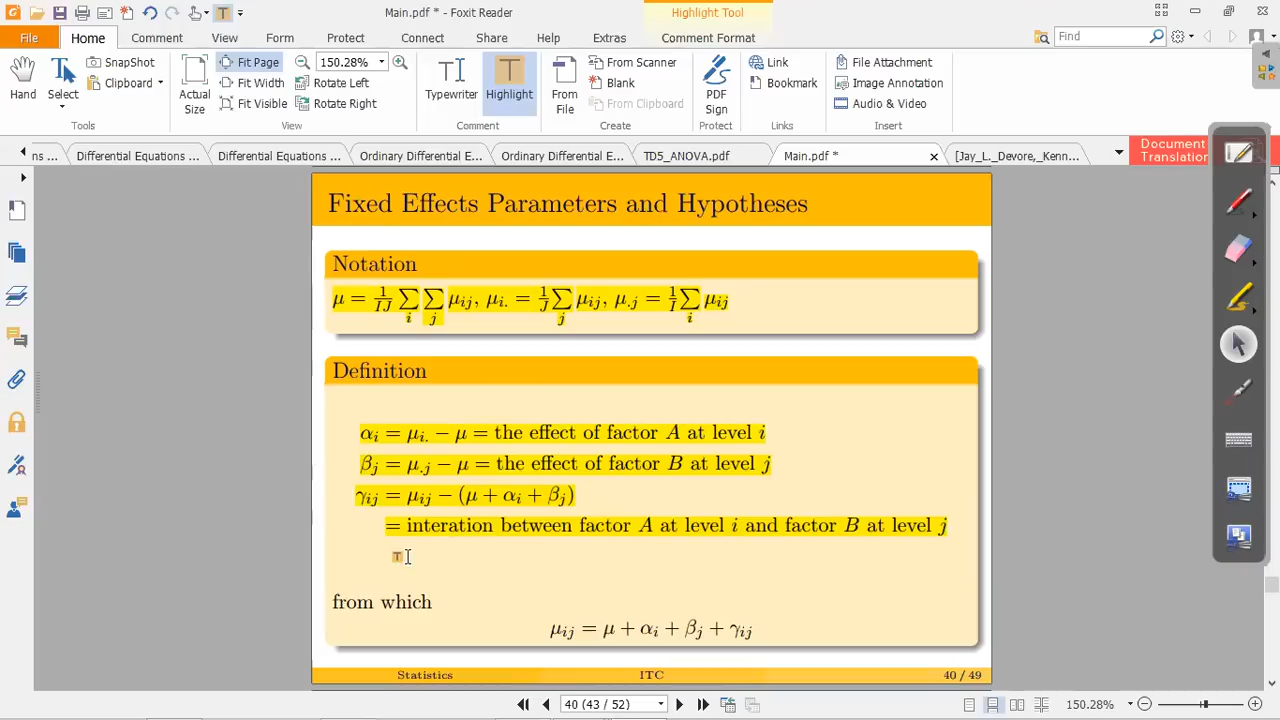 Main.pdf * - Foxit Reader
Highlight Tool
File Home Comment View Form Protect Connect Share Help Extras Comment Format Find
Hand
Select
SnapShot
Clipboard
Tools
Actual Size
Fit Page
Fit Width
Fit Visible
150.28%
Rotate Left
Rotate Right
View
Typewriter
Highlight
Comment
From File
From Scanner
Blank
From Clipboard
Create
PDF Sign
Protect
Link
Bookmark
Links
File Attachment
Image Annotation
Audio & Video
Insert
ns ... Differential Equations ... Differential Equations ... Ordinary Differential E... Ordinary Differential E... TD5_ANOVA.pdf Main.pdf * [Jay_L._Devore,_Kenn...
Document Translation
Fixed Effects Parameters and Hypotheses
Notation
μ = 1/IJ ∑_i ∑_j μ_ij, μ_i. = 1/J ∑_j μ_ij, μ_.j = 1/I ∑_i μ_ij
Definition
α_i = μ_i. − μ = the effect of factor A at level i
β_j = μ_.j − μ = the effect of factor B at level j
γ_ij = μ_ij − (μ + α_i + β_j)
= interation between factor A at level i and factor B at level j
from which
μ_ij = μ + α_i + β_j + γ_ij
Statistics ITC 40 / 49
40 (43 / 52) 150.28%